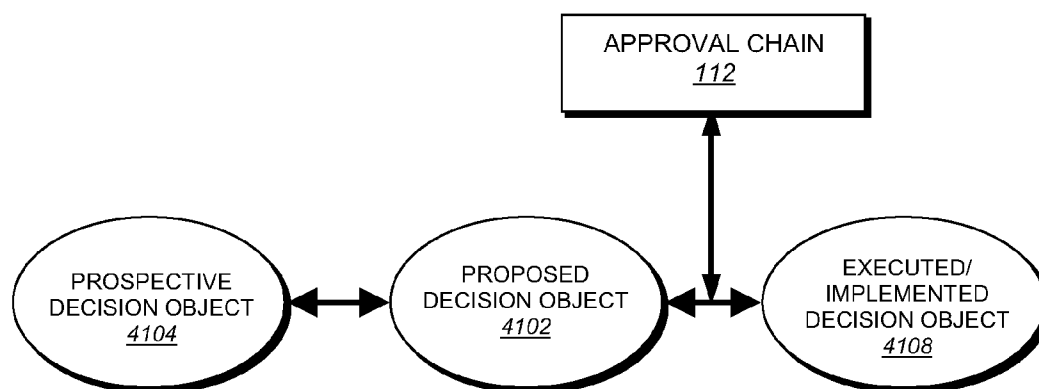 APPROVAL CHAIN
112
PROSPECTIVE
DECISION OBJECT
4104
PROPOSED
DECISION OBJECT
4102
EXECUTED/
IMPLEMENTED
DECISION OBJECT
4108